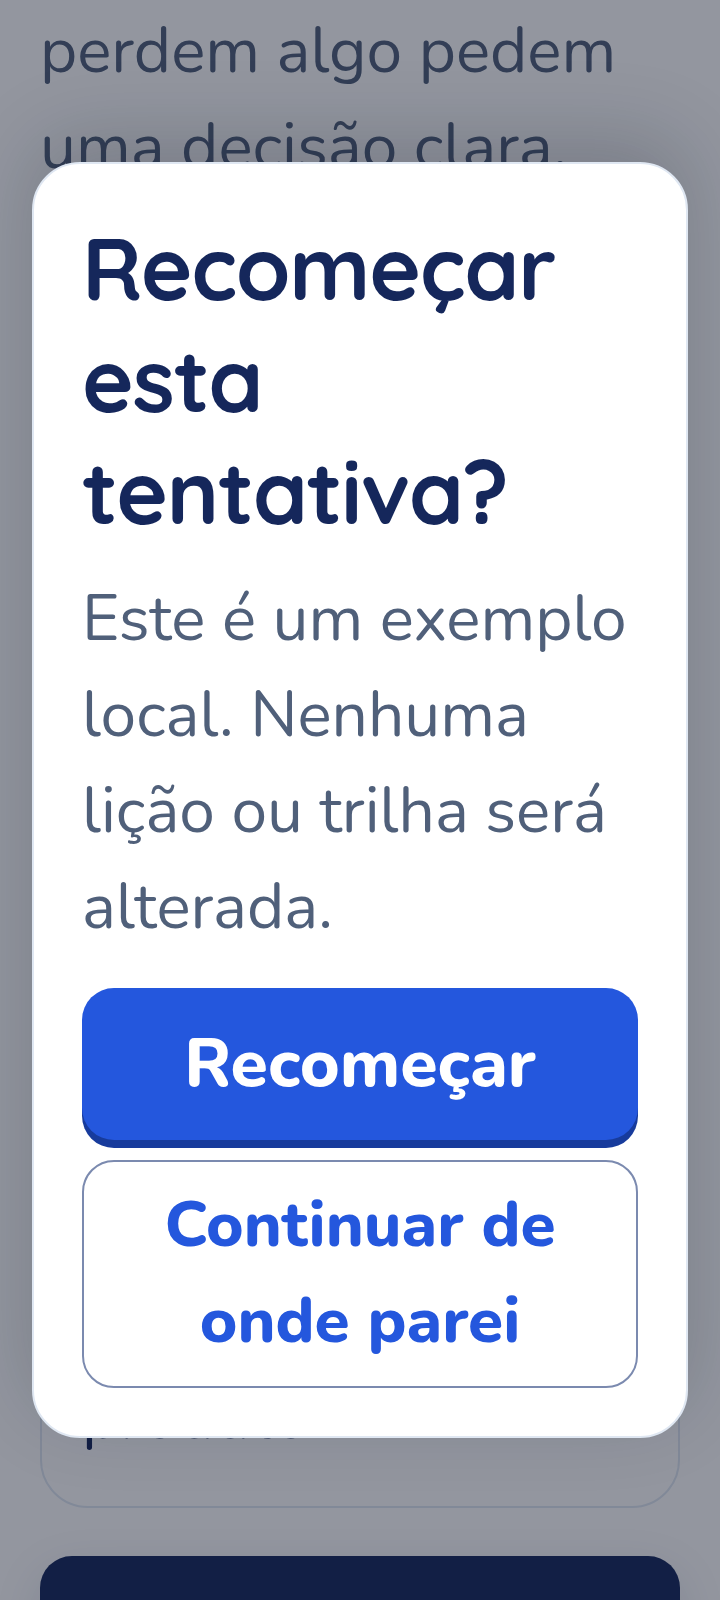 perdem algo pedem
uma decisão clara.
Recomeçar
esta
tentativa?
Este é um exemplo
local. Nenhuma
lição ou trilha será
alterada.
Recomeçar
Continuar de
onde parei